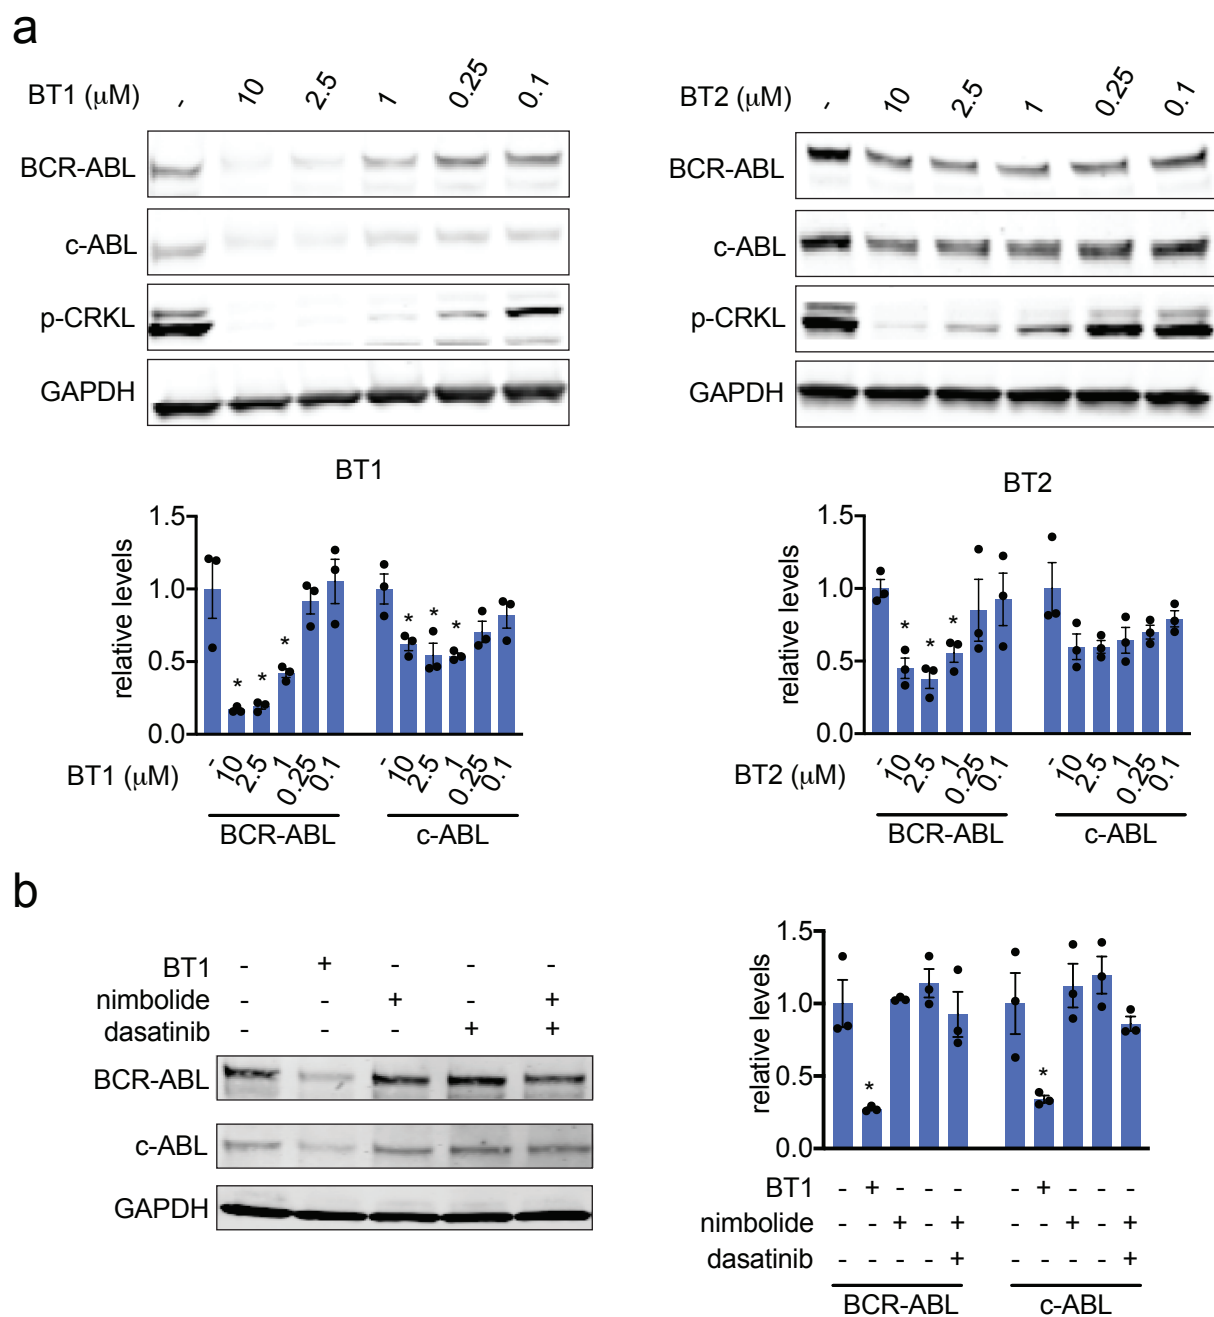 a
BT1 (μM) - 10 2.5 1 0.25 0.1
BCR-ABL
c-ABL
p-CRKL
GAPDH
BT1
1.5
1.0
0.5
0.0
relative levels
* * * * * *
BT1 (μM) - 10 2.5 1 0.25 0.1 - 10 2.5 1 0.25 0.1
BCR-ABL c-ABL
BT2 (μM) - 10 2.5 1 0.25 0.1
BCR-ABL
c-ABL
p-CRKL
GAPDH
BT2
1.5
1.0
0.5
0.0
relative levels
* * *
BT2 (μM) - 10 2.5 1 0.25 0.1 - 10 2.5 1 0.25 0.1
BCR-ABL c-ABL
b
BT1 - + - - -
nimbolide - - + - +
dasatinib - - - + +
BCR-ABL
c-ABL
GAPDH
1.5
1.0
0.5
0.0
relative levels
* *
BT1 - + - - - - + - - -
nimbolide - - + - + - - + - +
dasatinib - - - - + - - - - +
BCR-ABL c-ABL